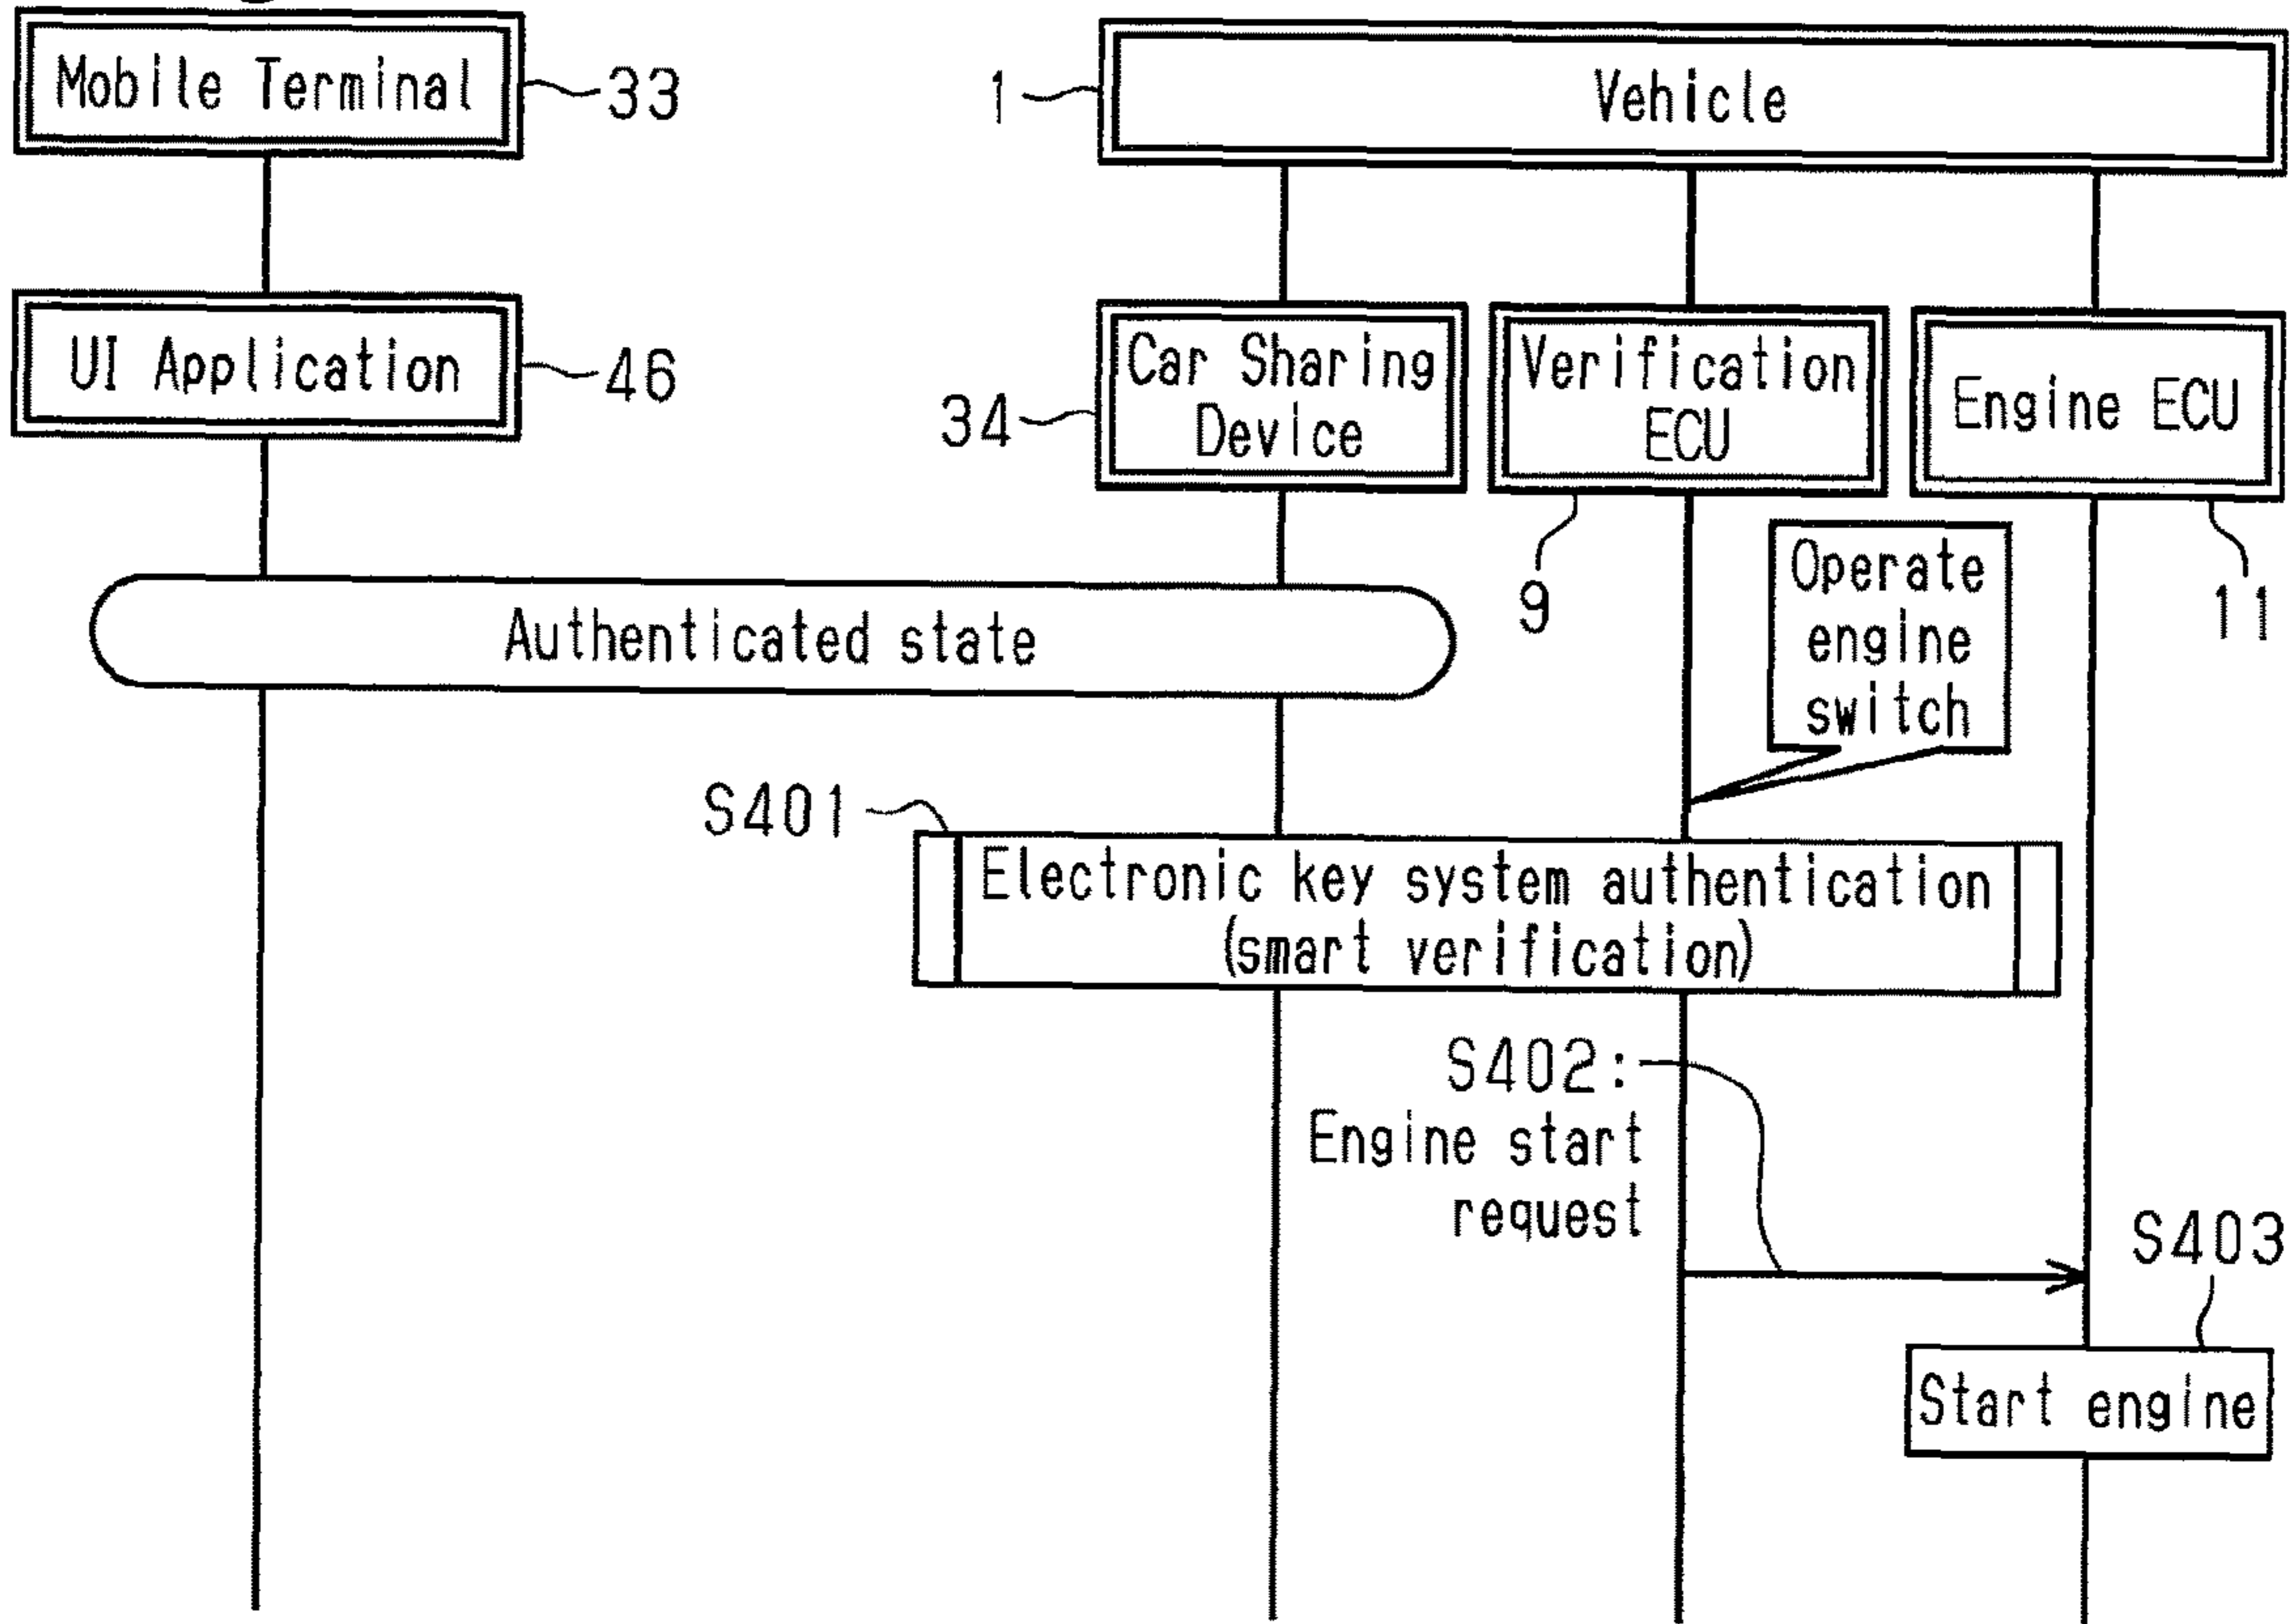 Mobile Terminal
33
1
Vehicle
UI Application
46
34
Car Sharing
Device
Verification
ECU
9
Engine ECU
11
Operate
engine
switch
Authenticated state
S401
Electronic key system authentication
(smart verification)
S402:
Engine start
request
S403
Start engine